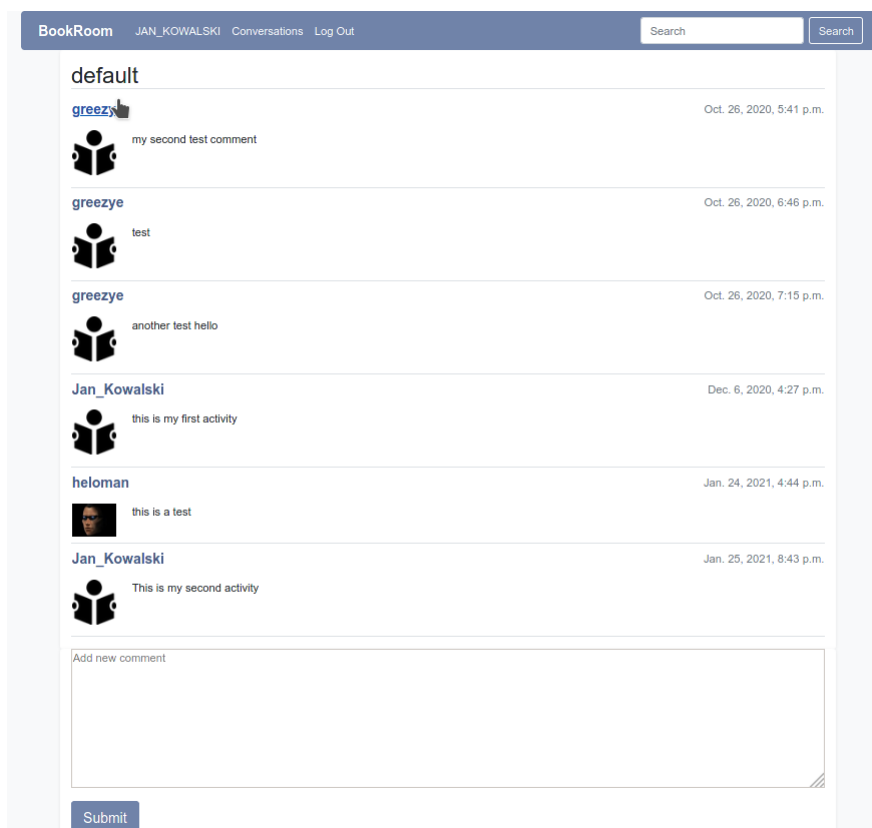 BookRoom JAN_KOWALSKI Conversations Log Out Search Search
default
greezye Oct. 26, 2020, 5:41 p.m.
my second test comment
greezye Oct. 26, 2020, 6:46 p.m.
test
greezye Oct. 26, 2020, 7:15 p.m.
another test hello
Jan_Kowalski Dec. 6, 2020, 4:27 p.m.
this is my first activity
heloman Jan. 24, 2021, 4:44 p.m.
this is a test
Jan_Kowalski Jan. 25, 2021, 8:43 p.m.
This is my second activity
Add new comment
Submit